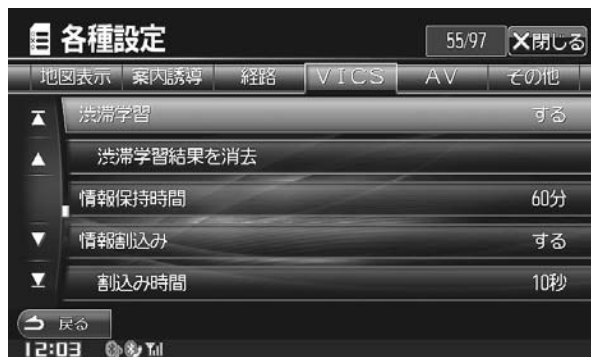 各種設定 55/97 ×閉じる
地図表示 案内誘導 経路 VICS AV その他
渋滞学習 する
渋滞学習結果を消去
情報保持時間 60分
情報割込み する
割込み時間 10秒
戻る
12:03